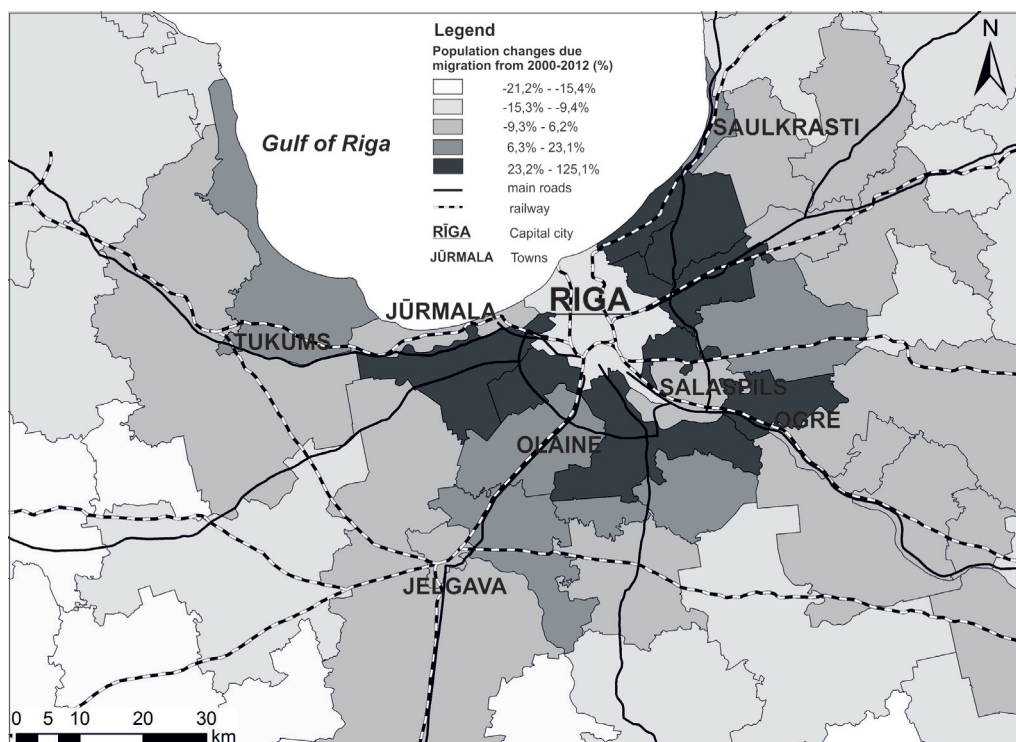 Legend
Population changes due
migration from 2000-2012 (%)
-21,2% - -15,4%
-15,3% - -9,4%
-9,3% - 6,2%
6,3% - 23,1%
23,2% - 125,1%
main roads
railway
RĪGA Capital city
JŪRMALA Towns
N
Gulf of Riga
SAULKRASTI
RIGA
JŪRMALA
TUKUMS
SALASPILS
OGRE
OLAINE
JELGAVA
0 5 10 20 30
km